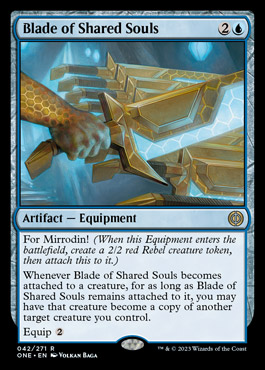 Blade of Shared Souls 2
Artifact — Equipment
For Mirrodin! (When this Equipment enters the
battlefield, create a 2/2 red Rebel creature token,
then attach this to it.)
Whenever Blade of Shared Souls becomes
attached to a creature, for as long as Blade of
Shared Souls remains attached to it, you may
have that creature become a copy of another
target creature you control.
Equip 2
042/271 R
ONE • EN VOLKAN BAGA ™ & © 2023 Wizards of the Coast